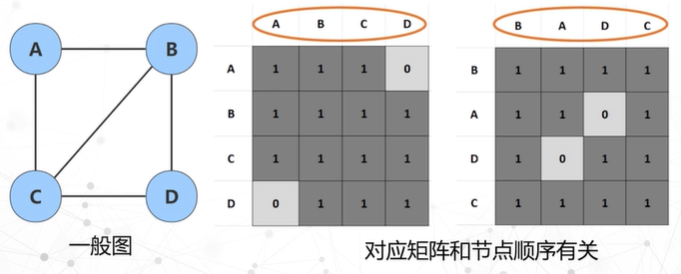 A B
C D
一般图
A B C D
A 1 1 1 0
B 1 1 1 1
C 1 1 1 1
D 0 1 1 1
B A D C
B 1 1 1 1
A 1 1 0 1
D 1 0 1 1
C 1 1 1 1
对应矩阵和节点顺序有关